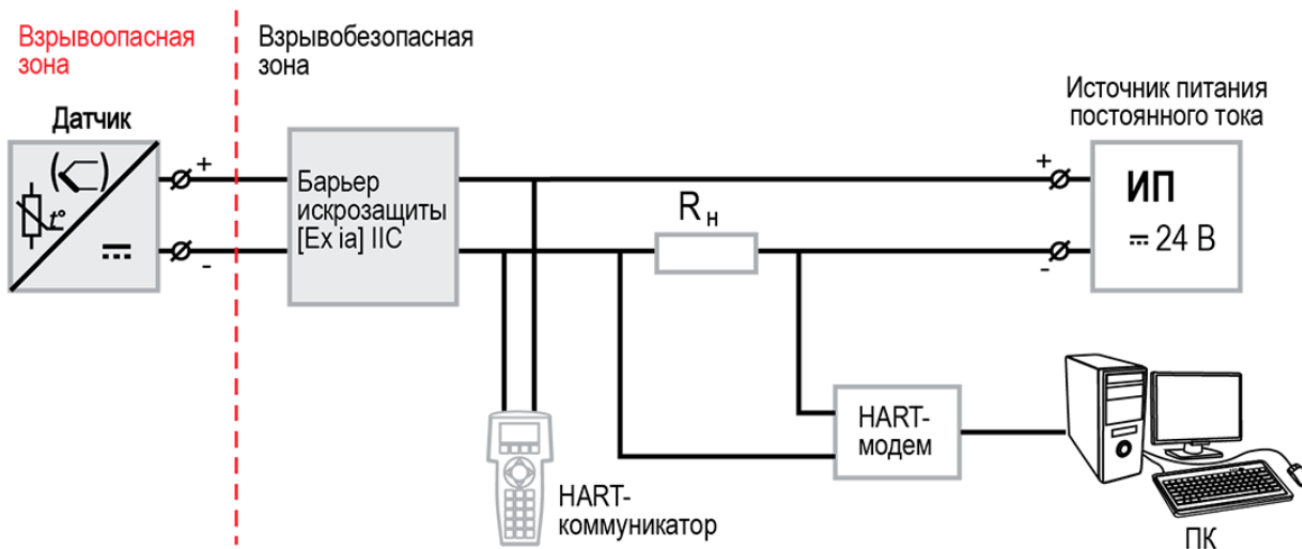 Взрывоопасная
зона
Взрывобезопасная
зона
Датчик
+
-
t°
Барьер
искрозащиты
[Ex ia] IIC
Rн
Источник питания
постоянного тока
+
-
ИП
24 В
HART-
коммуникатор
HART-
модем
ПК